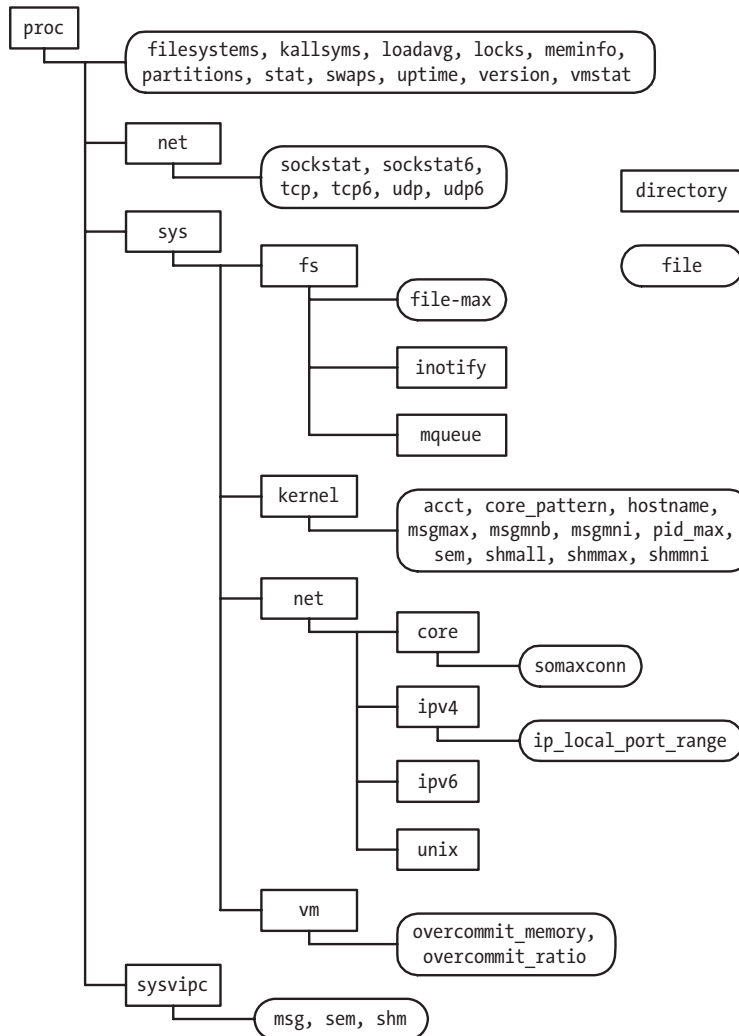 proc
filesystems, kallsyms, loadavg, locks, meminfo,
partitions, stat, swaps, uptime, version, vmstat
net
sockstat, sockstat6,
tcp, tcp6, udp, udp6
directory
sys
fs
file
file-max
inotify
mqueue
kernel
acct, core_pattern, hostname,
msgmax, msgmnb, msgmni, pid_max,
sem, shmall, shmmax, shmmni
net
core
somaxconn
ipv4
ip_local_port_range
ipv6
unix
vm
overcommit_memory,
overcommit_ratio
sysvipc
msg, sem, shm